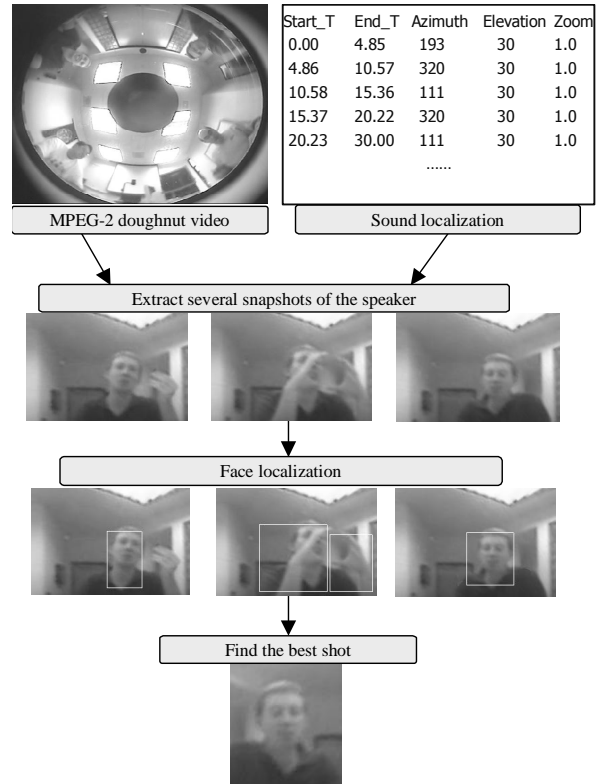 Start_T End_T Azimuth Elevation Zoom
0.00 4.85 193 30 1.0
4.86 10.57 320 30 1.0
10.58 15.36 111 30 1.0
15.37 20.22 320 30 1.0
20.23 30.00 111 30 1.0
......
MPEG-2 doughnut video
Sound localization
Extract several snapshots of the speaker
Face localization
Find the best shot